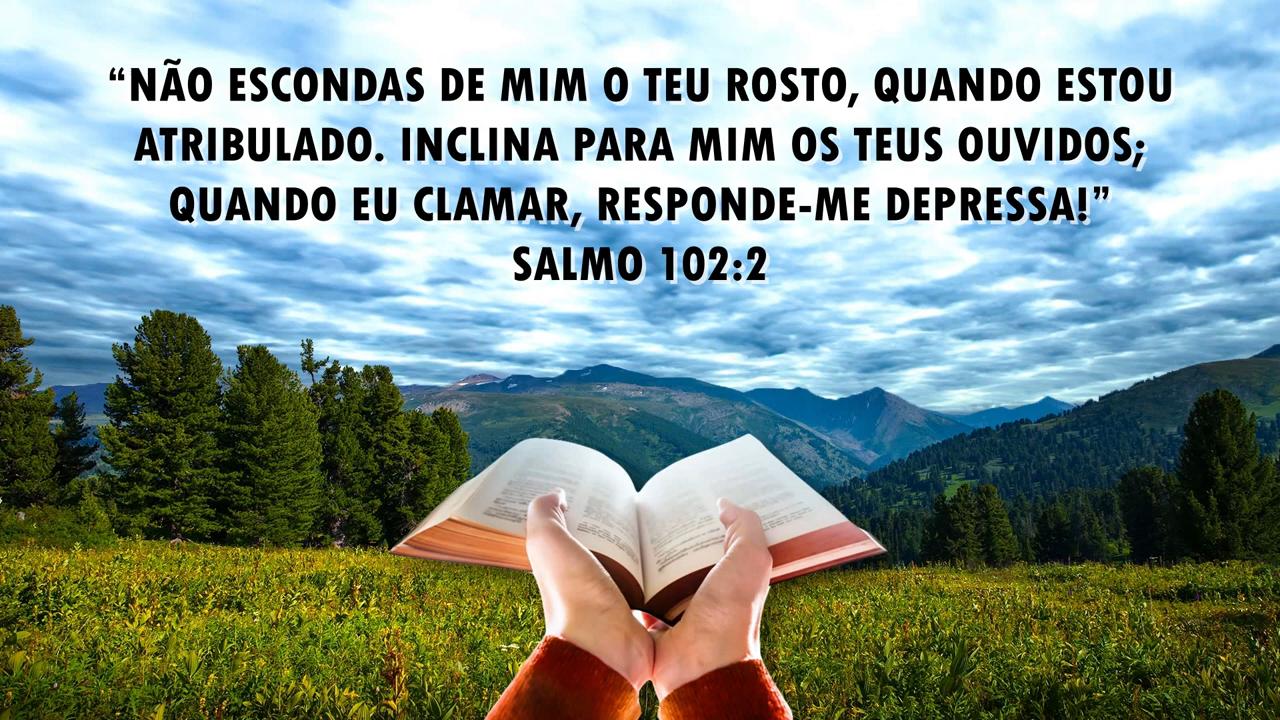 “NÃO ESCONDAS DE MIM O TEU ROSTO, QUANDO ESTOU
ATRIBULADO. INCLINA PARA MIM OS TEUS OUVIDOS;
QUANDO EU CLAMAR, RESPONDE-ME DEPRESSA!”
SALMO 102:2